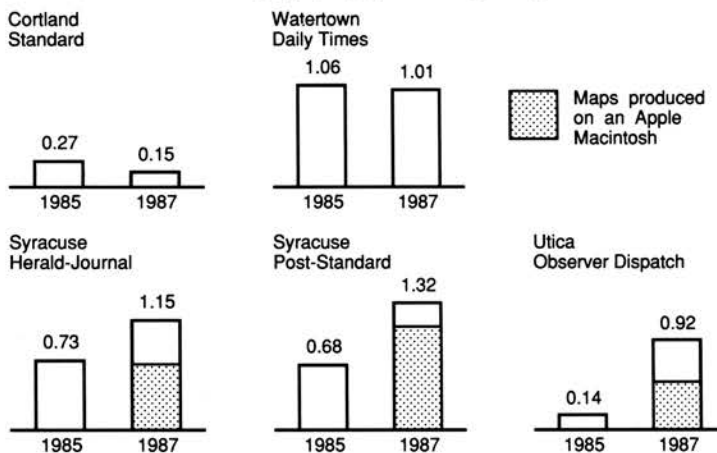 Cortland
Standard
0.27
0.15
1985 1987
Watertown
Daily Times
1.06
1.01
1985 1987
Maps produced
on an Apple
Macintosh
Syracuse
Herald-Journal
0.73
1.15
1985 1987
Syracuse
Post-Standard
0.68
1.32
1985 1987
Utica
Observer Dispatch
0.14
0.92
1985 1987